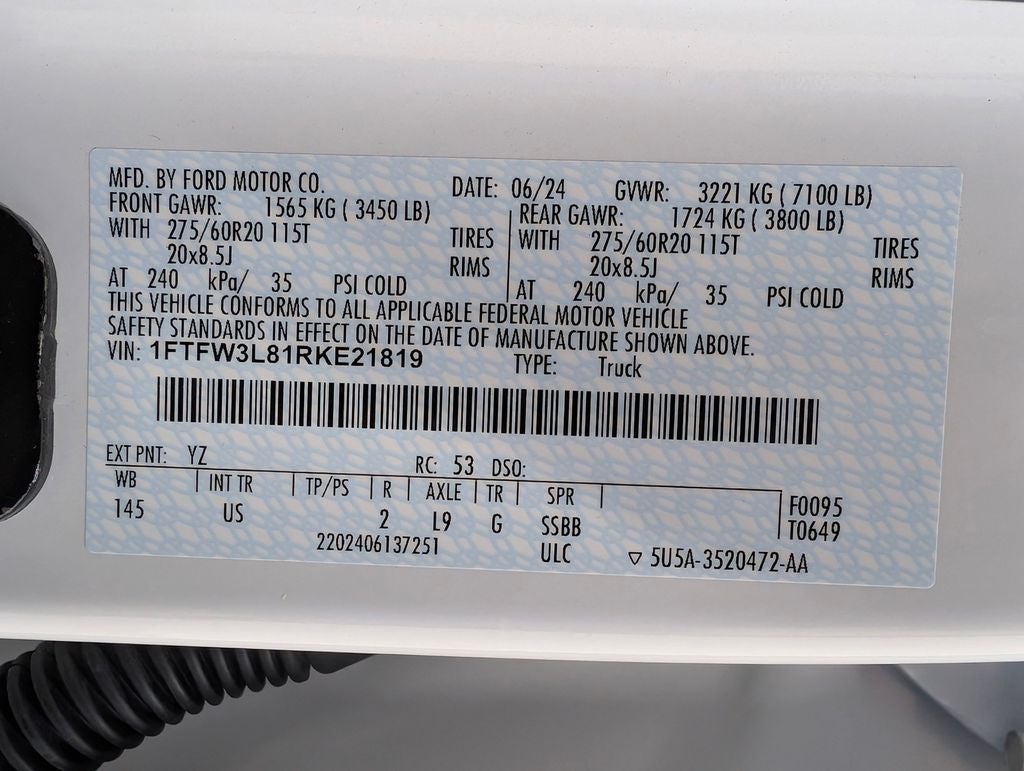 MFD. BY FORD MOTOR CO. DATE: 06/24 GVWR: 3221 KG ( 7100 LB)
FRONT GAWR: 1565 KG ( 3450 LB) REAR GAWR: 1724 KG ( 3800 LB)
WITH 275/60R20 115T TIRES WITH 275/60R20 115T TIRES
20x8.5J RIMS 20x8.5J RIMS
AT 240 kPa/ 35 PSI COLD AT 240 kPa/ 35 PSI COLD
THIS VEHICLE CONFORMS TO ALL APPLICABLE FEDERAL MOTOR VEHICLE
SAFETY STANDARDS IN EFFECT ON THE DATE OF MANUFACTURE SHOWN ABOVE.
VIN: 1FTFW3L81RKE21819 TYPE: Truck
EXT PNT: YZ RC: 53 DSO:
WB INT TR TP/PS R AXLE TR SPR F0095
145 US 2 L9 G SSBB T0649
2202406137251 ULC ▽ 5U5A-3520472-AA